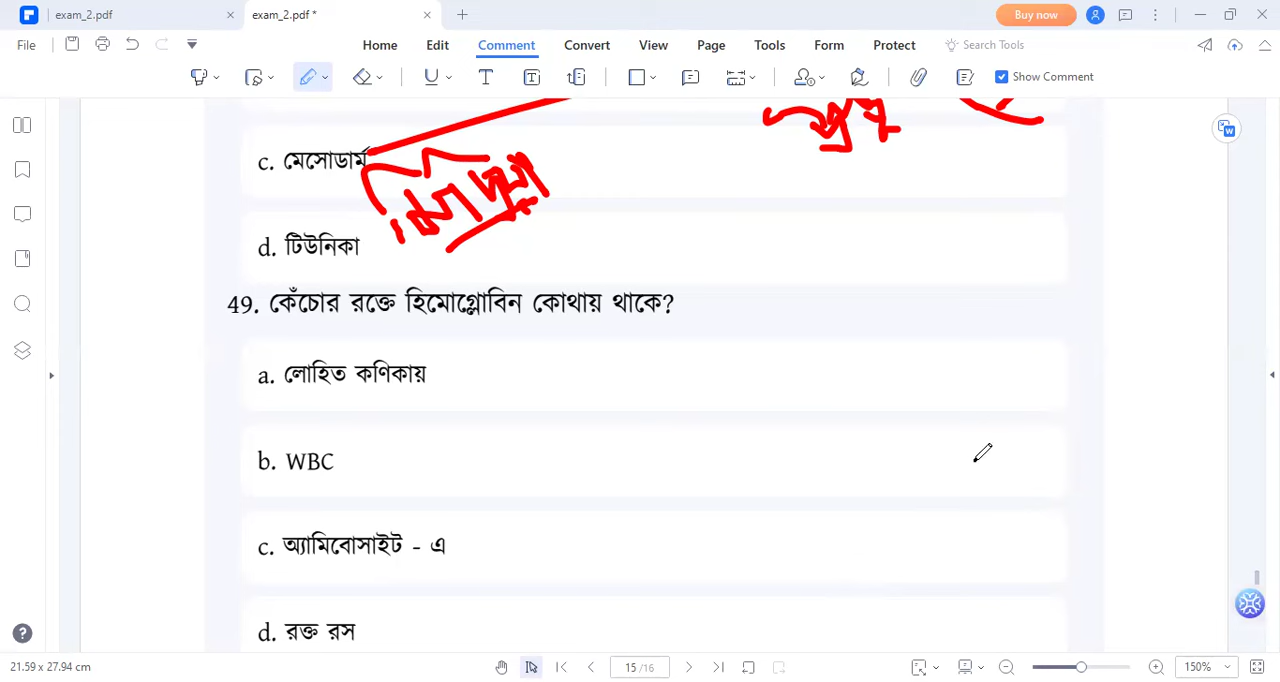 exam_2.pdf
exam_2.pdf *
Buy now
File
Home Edit Comment Convert View Page Tools Form Protect Search Tools
Show Comment
c. মেসোডার্ম
d. টিউনিকা
49. কেঁচোর রক্তে হিমোগ্লোবিন কোথায় থাকে?
a. লোহিত কণিকায়
b. WBC
c. অ্যামিবোসাইট - এ
d. রক্ত রস
21.59 x 27.94 cm
15 /16
150%